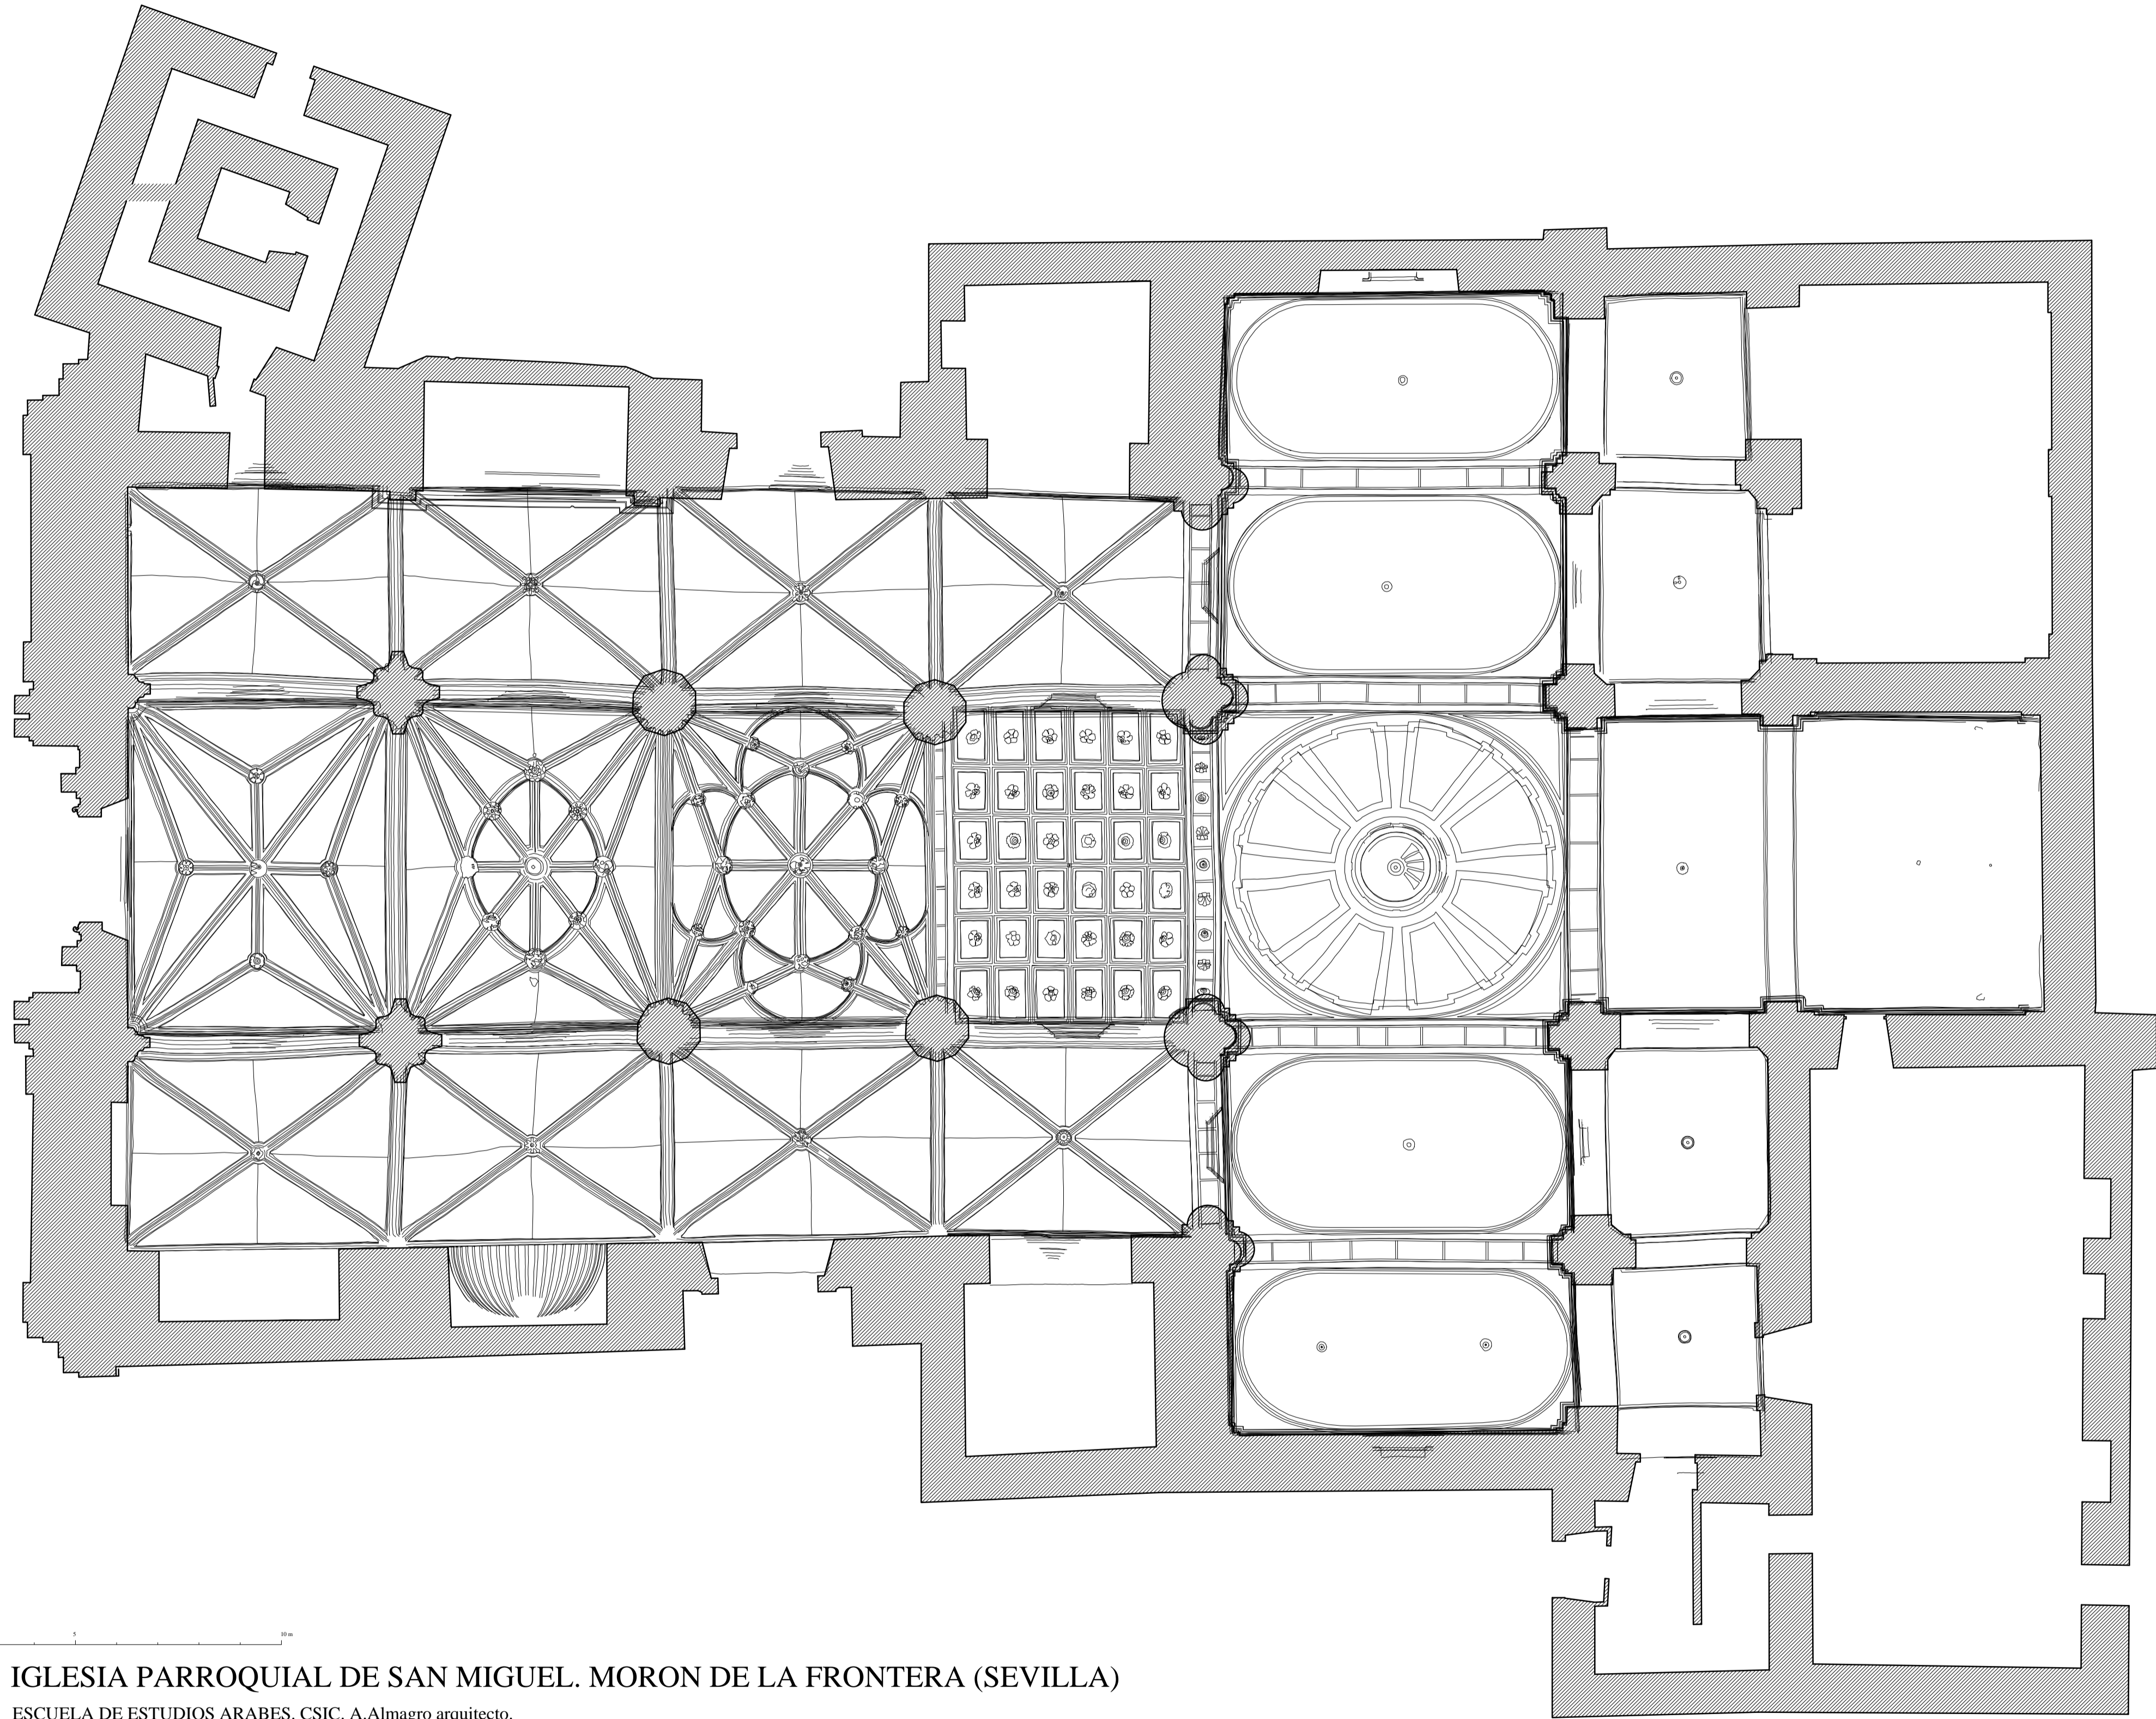 5 10 m
IGLESIA PARROQUIAL DE SAN MIGUEL. MORON DE LA FRONTERA (SEVILLA)
ESCUELA DE ESTUDIOS ARABES. CSIC. A.Almagro arquitecto.